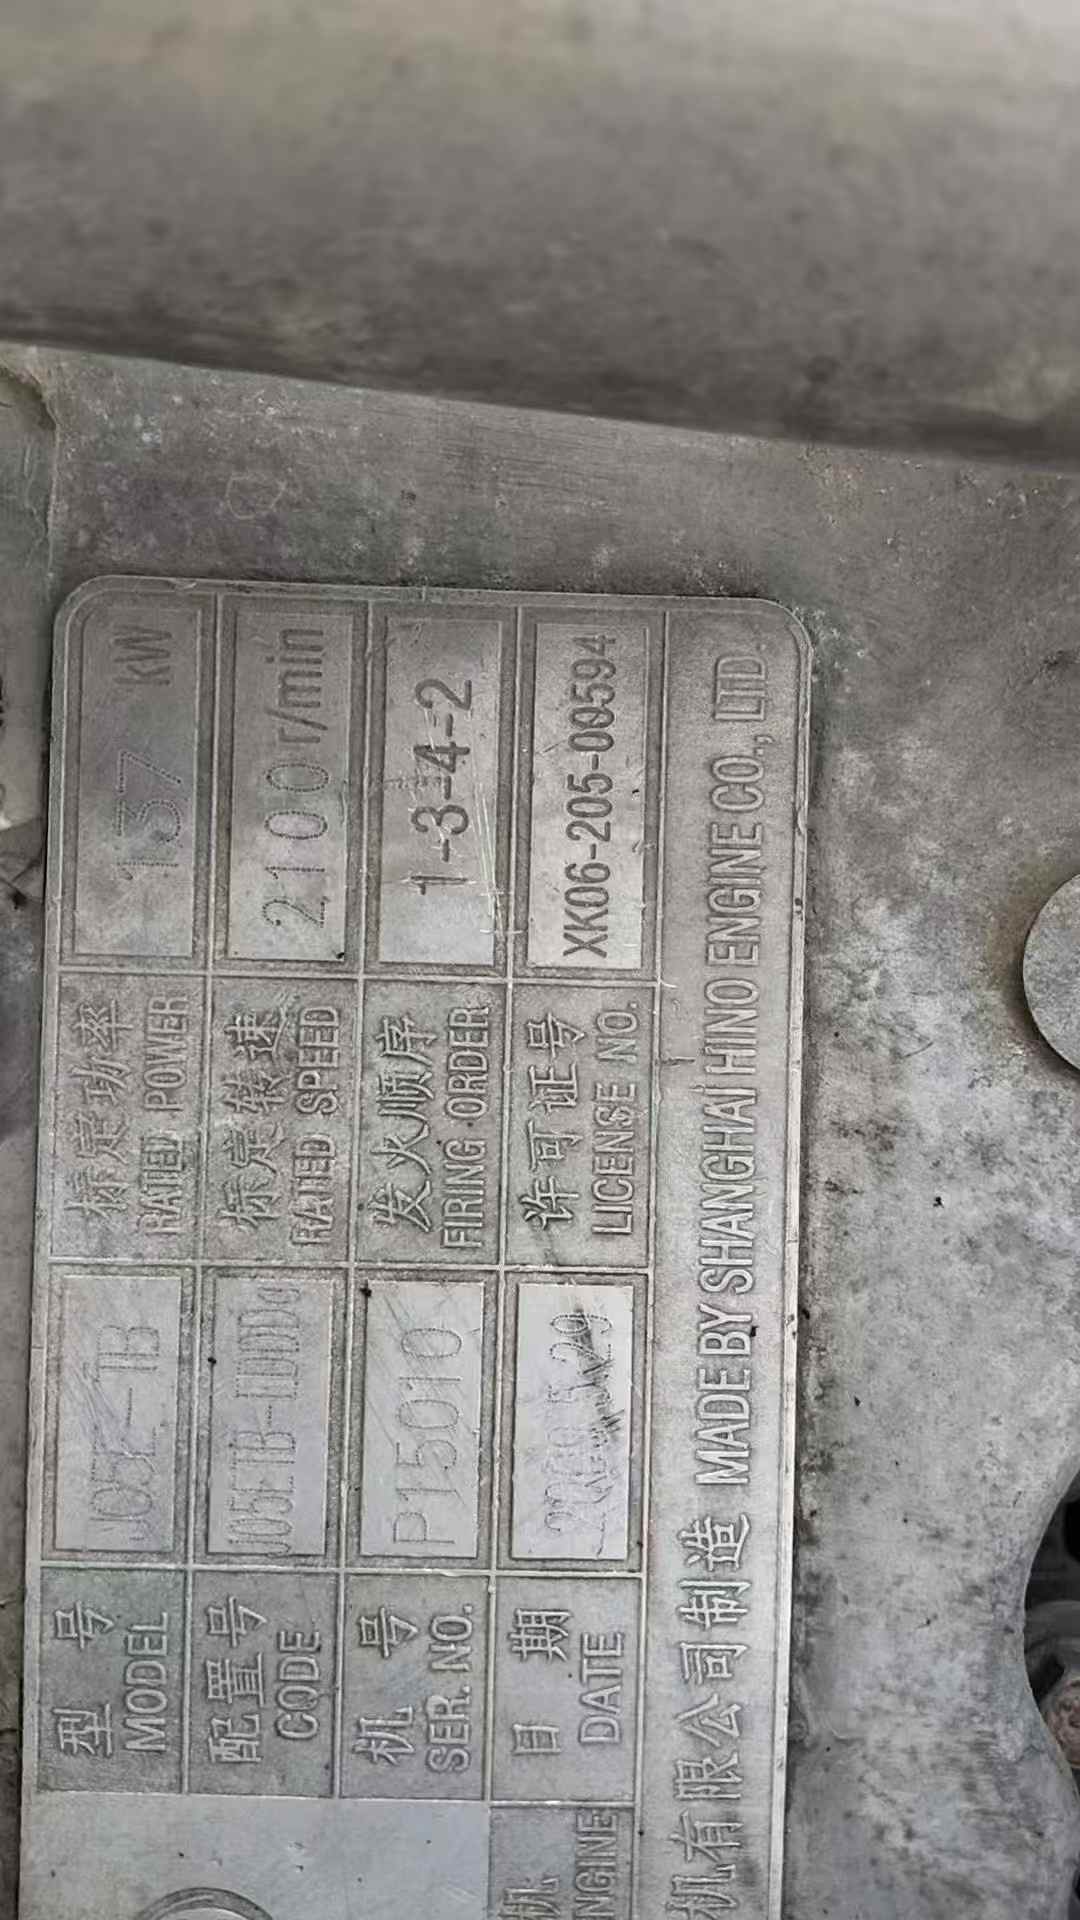 型 号 MODEL J05E-1B 标定功率 RATED POWER 137 kW
配置号 CODE 标定转速 RATED SPEED 2100 r/min
机 号 SER. NO. P15010 发火顺序 FIRING ORDER 1-3-4-2
机 日 期 DATE 许可证号 LICENSE NO. XK06-205-00594
机有限公司制造 MADE BY SHANGHAI HINO ENGINE CO., LTD.